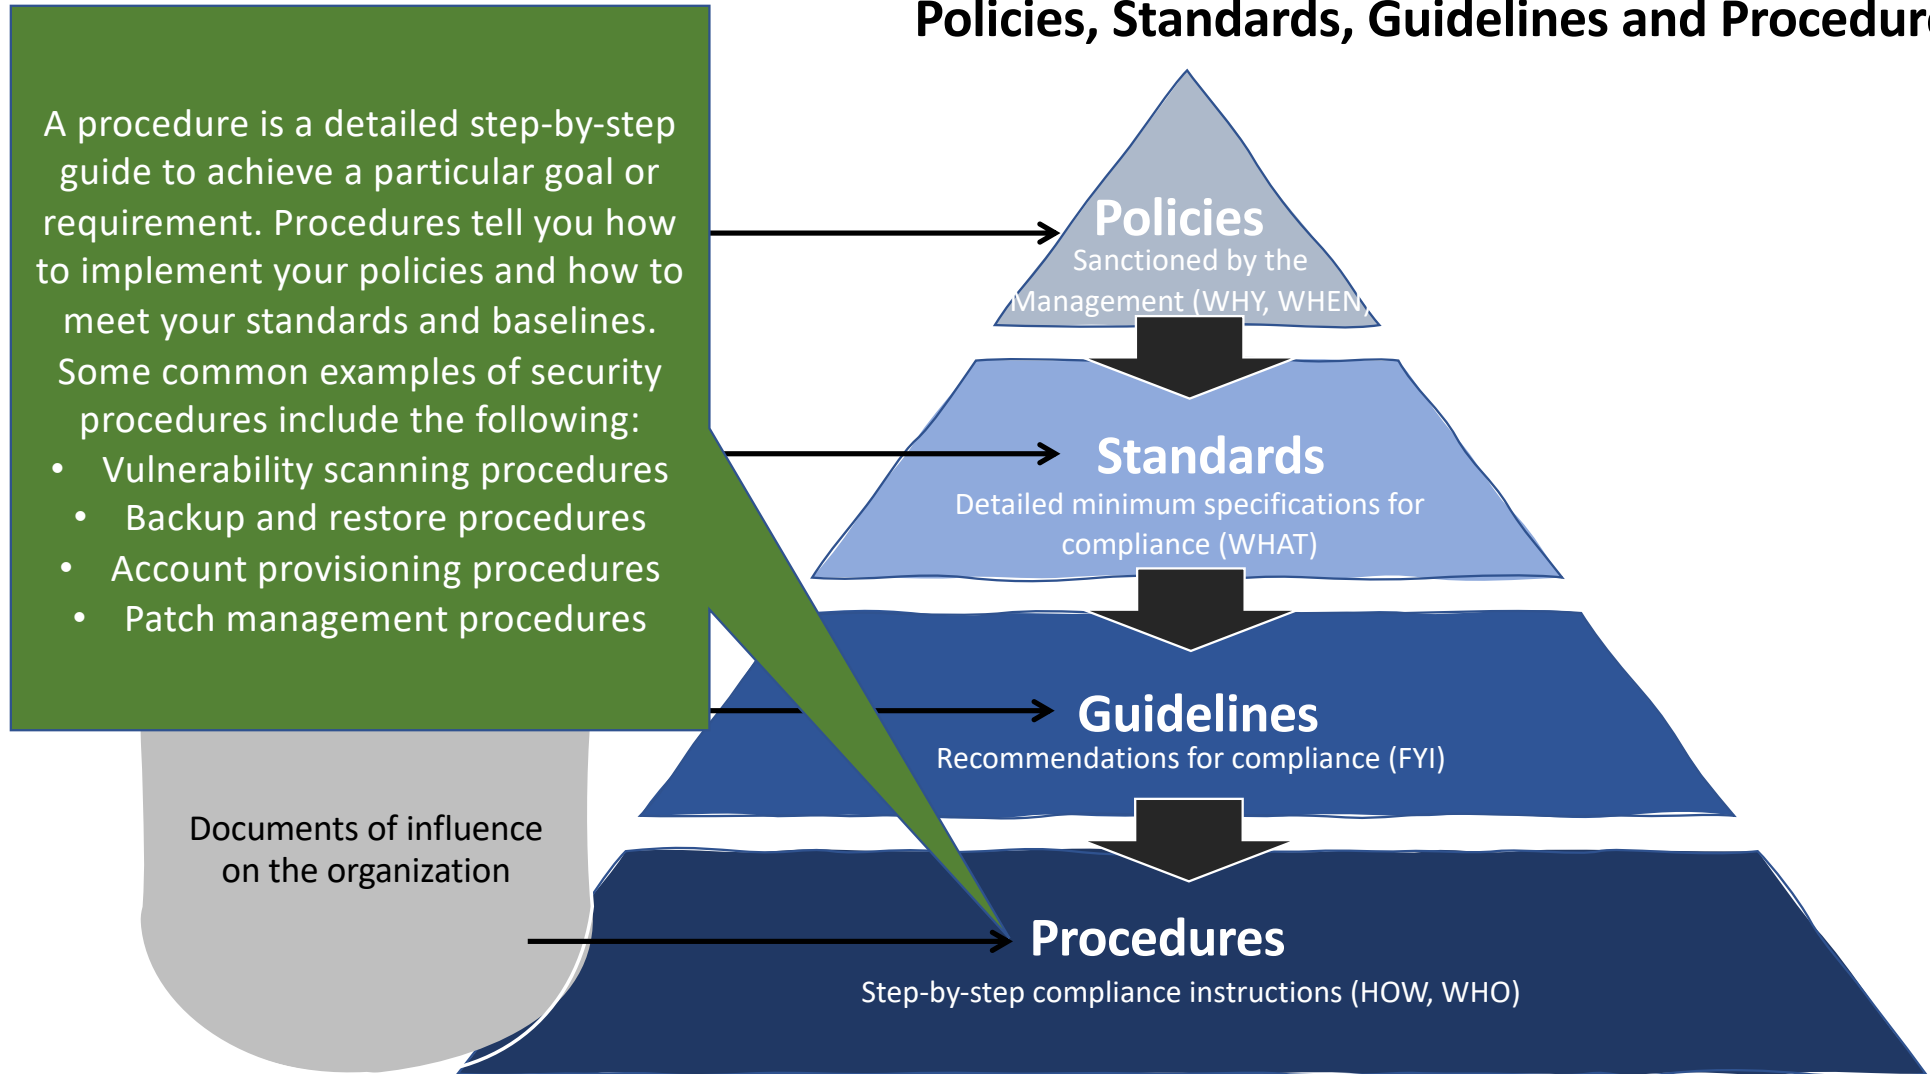 Policies, Standards, Guidelines and Procedur
A procedure is a detailed step-by-step
guide to achieve a particular goal or
requirement. Procedures tell you how
to implement your policies and how to
meet your standards and baselines.
Some common examples of security
procedures include the following:
• Vulnerability scanning procedures
• Backup and restore procedures
• Account provisioning procedures
• Patch management procedures
Documents of influence
on the organization
Policies
Sanctioned by the
Management (WHY, WHEN)
Standards
Detailed minimum specifications for
compliance (WHAT)
Guidelines
Recommendations for compliance (FYI)
Procedures
Step-by-step compliance instructions (HOW, WHO)